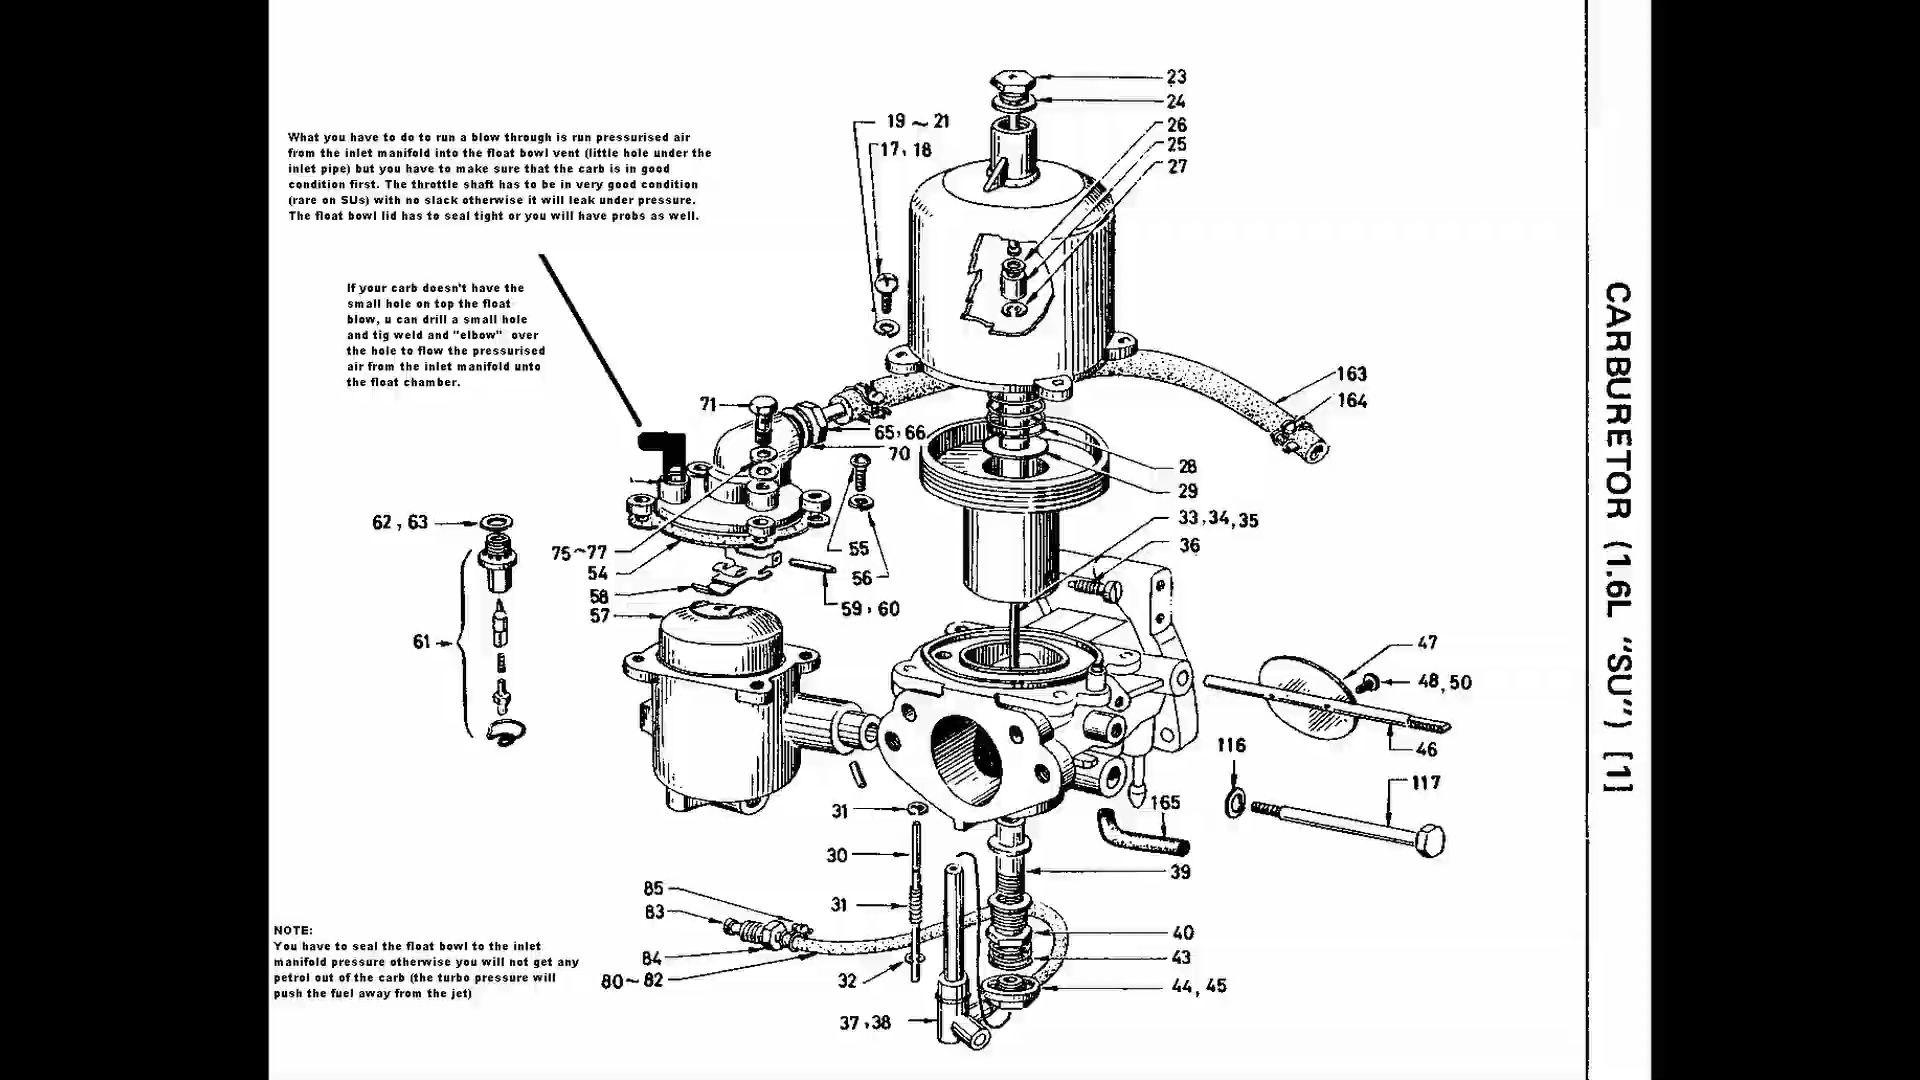 What you have to do to run a blow through is run pressurised air
from the inlet manifold into the float bowl vent (little hole under the
inlet pipe) but you have to make sure that the carb is in good
condition first. The throttle shaft has to be in very good condition
(rare on SUs) with no slack otherwise it will leak under pressure.
The float bowl lid has to seal tight or you will have probs as well.
If your carb doesn't have the
small hole on top the float
blow, u can drill a small hole
and tig weld and "elbow" over
the hole to flow the pressurised
air from the inlet manifold unto
the float chamber.
23
24
19~21
26
17,18
25
27
163
164
71
65,66
70
28
29
33,34,35
62,63
36
75~77
55
54
56
58
59,60
57
61
47
48,50
46
116
117
165
31
30
39
85
83
31
40
84
43
80~82
32
44,45
37,38
NOTE:
You have to seal the float bowl to the inlet
manifold pressure otherwise you will not get any
petrol out of the carb (the turbo pressure will
push the fuel away from the jet)
CARBURETOR (1.6L "SU") [1]